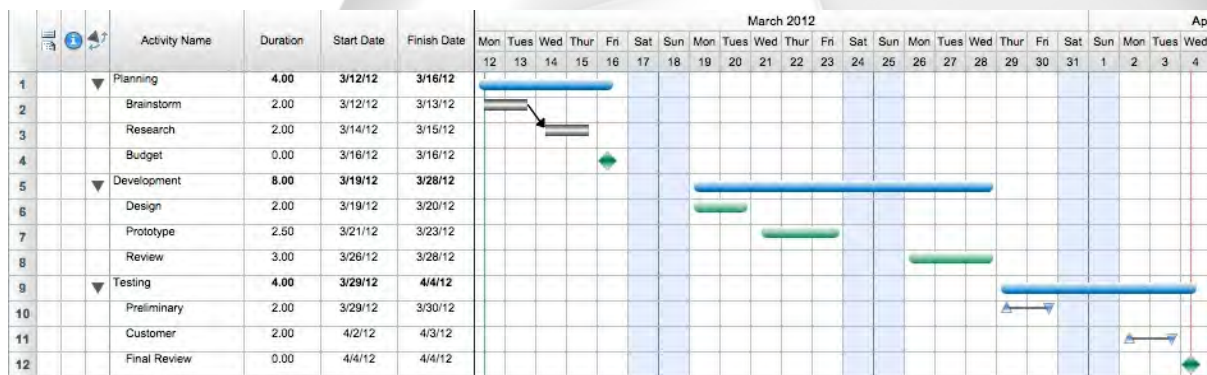 March 2012 Ap
Activity Name Duration Start Date Finish Date Mon Tues Wed Thur Fri Sat Sun Mon Tues Wed Thur Fri Sat Sun Mon Tues Wed Thur Fri Sat Sun Mon Tues Wed
12 13 14 15 16 17 18 19 20 21 22 23 24 25 26 27 28 29 30 31 1 2 3 4
1 Planning 4.00 3/12/12 3/16/12
2 Brainstorm 2.00 3/12/12 3/13/12
3 Research 2.00 3/14/12 3/15/12
4 Budget 0.00 3/16/12 3/16/12
5 Development 8.00 3/19/12 3/28/12
6 Design 2.00 3/19/12 3/20/12
7 Prototype 2.50 3/21/12 3/23/12
8 Review 3.00 3/26/12 3/28/12
9 Testing 4.00 3/29/12 4/4/12
10 Preliminary 2.00 3/29/12 3/30/12
11 Customer 2.00 4/2/12 4/3/12
12 Final Review 0.00 4/4/12 4/4/12